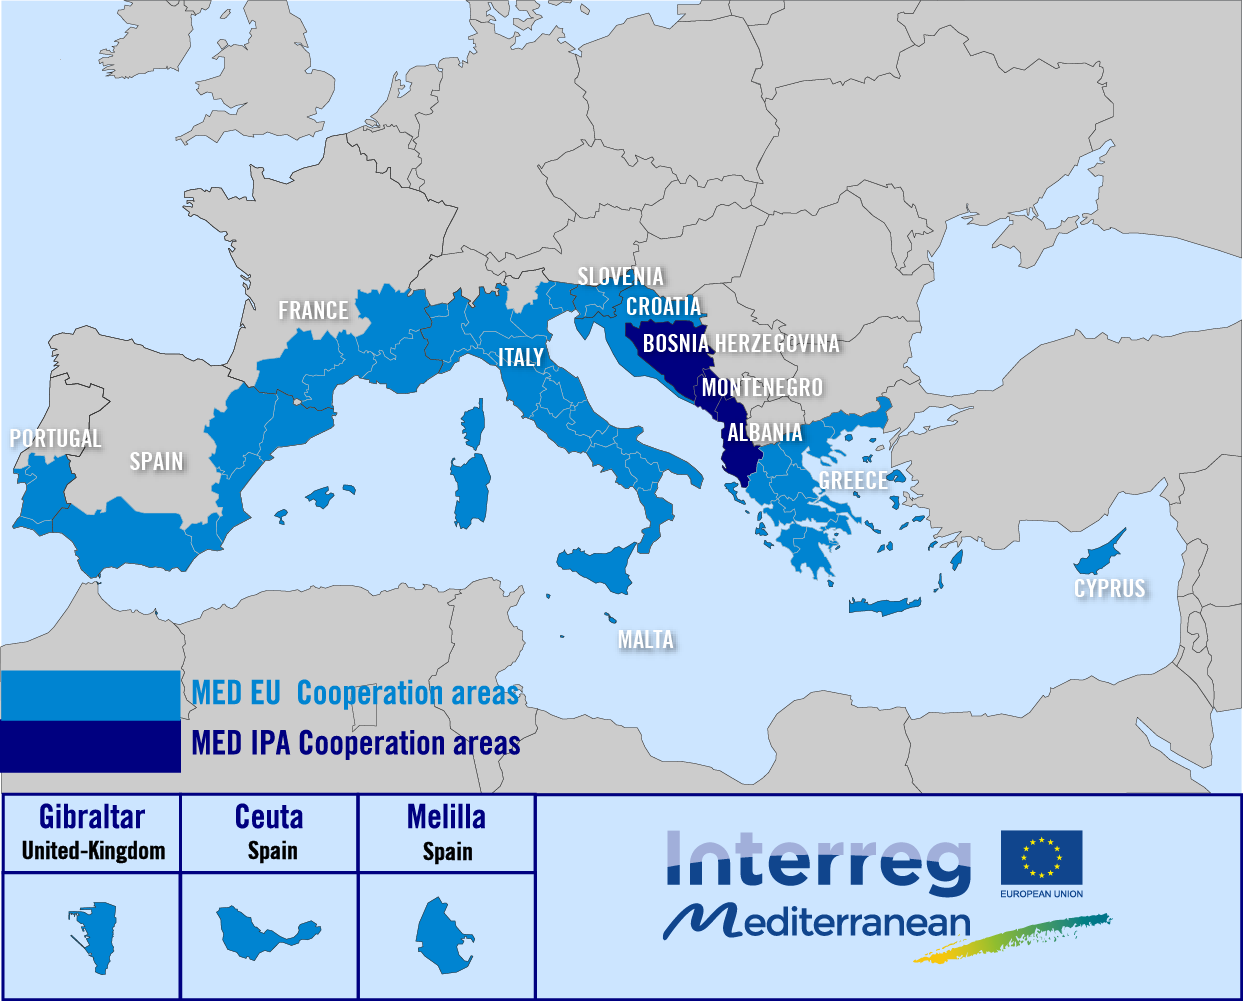 SLOVENIA
FRANCE
CROATIA
BOSNIA HERZEGOVINA
ITALY
MONTENEGRO
PORTUGAL
ALBANIA
SPAIN
GREECE
CYPRUS
MALTA
MED EU Cooperation areas
MED IPA Cooperation areas
Gibraltar
United-Kingdom
Ceuta
Spain
Melilla
Spain
Interreg
EUROPEAN UNION
Mediterranean